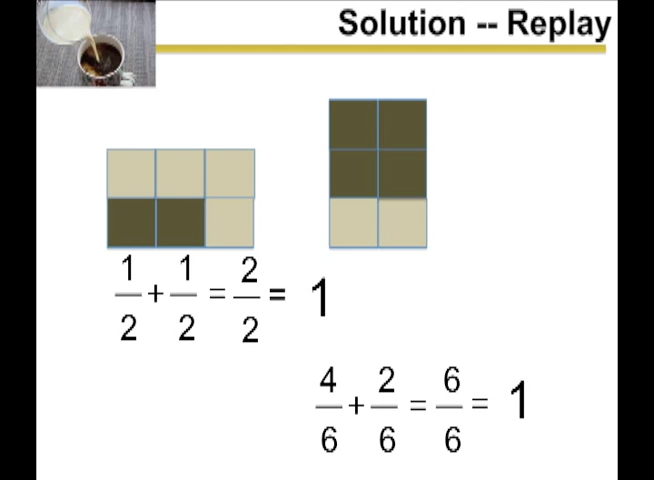 Solution -- Replay
1/2 + 1/2 = 2/2 = 1
4/6 + 2/6 = 6/6 = 1